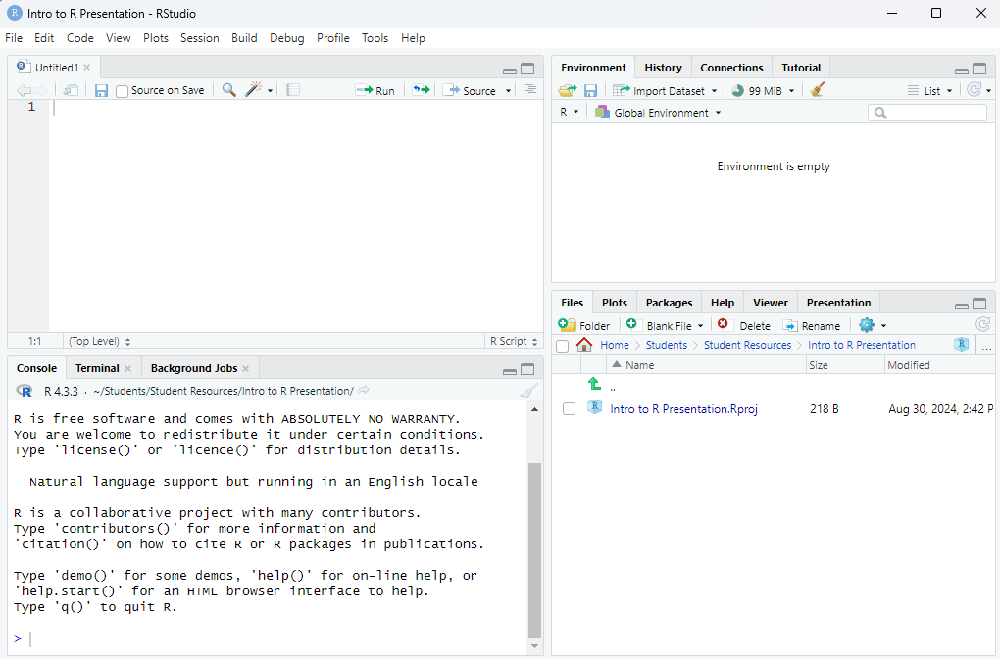 Intro to R Presentation - RStudio
File Edit Code View Plots Session Build Debug Profile Tools Help
Untitled1
Source on Save Run Source
1
1:1 (Top Level) R Script
Console Terminal Background Jobs
R 4.3.3 · ~/Students/Student Resources/Intro to R Presentation/
R is free software and comes with ABSOLUTELY NO WARRANTY.
You are welcome to redistribute it under certain conditions.
Type 'license()' or 'licence()' for distribution details.
Natural language support but running in an English locale
R is a collaborative project with many contributors.
Type 'contributors()' for more information and
'citation()' on how to cite R or R packages in publications.
Type 'demo()' for some demos, 'help()' for on-line help, or
'help.start()' for an HTML browser interface to help.
Type 'q()' to quit R.
>
Environment History Connections Tutorial
Import Dataset 99 MiB List
R Global Environment
Environment is empty
Files Plots Packages Help Viewer Presentation
Folder Blank File Delete Rename
Home Students Student Resources Intro to R Presentation R ...
Name Size Modified
..
Intro to R Presentation.Rproj 218 B Aug 30, 2024, 2:42 P